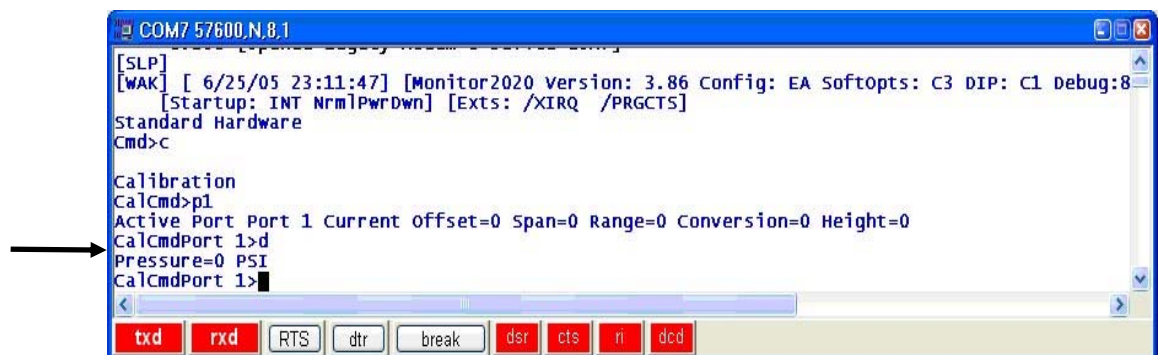 COM7 57600,N,8,1
[SLP]
[WAK] [ 6/25/05 23:11:47] [Monitor2020 Version: 3.86 Config: EA SoftOpts: C3 DIP: C1 Debug:8
[Startup: INT NrmlPwrDwn] [Exts: /XIRQ /PRGCTS]
Standard Hardware
Cmd>c
Calibration
CalCmd>p1
Active Port Port 1 Current Offset=0 Span=0 Range=0 Conversion=0 Height=0
CalCmdPort 1>d
Pressure=0 PSI
CalCmdPort 1>
txd rxd RTS dtr break dsr cts ri dcd